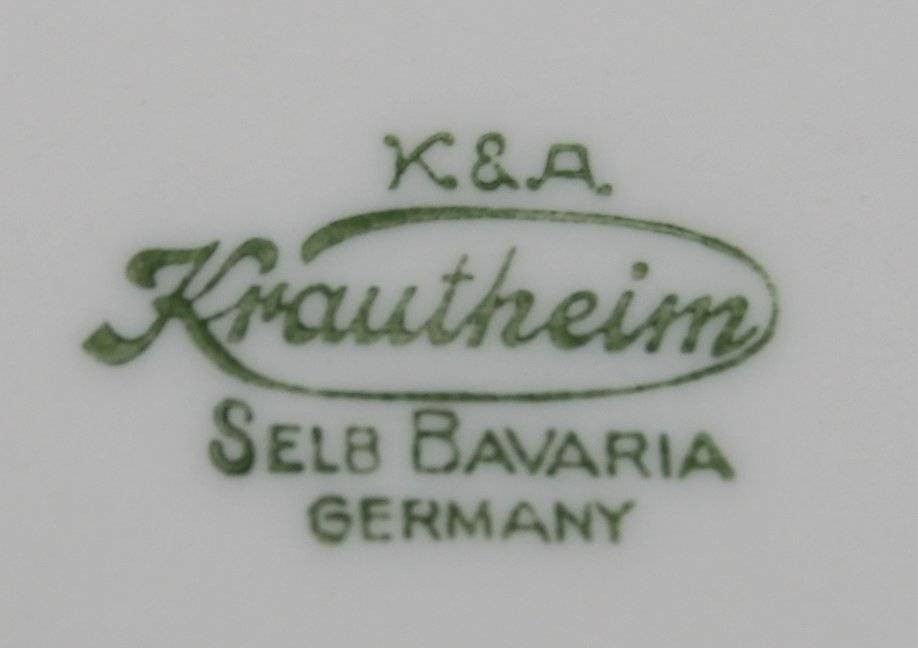 K & A.
Krautheim
SELB BAVARIA
GERMANY